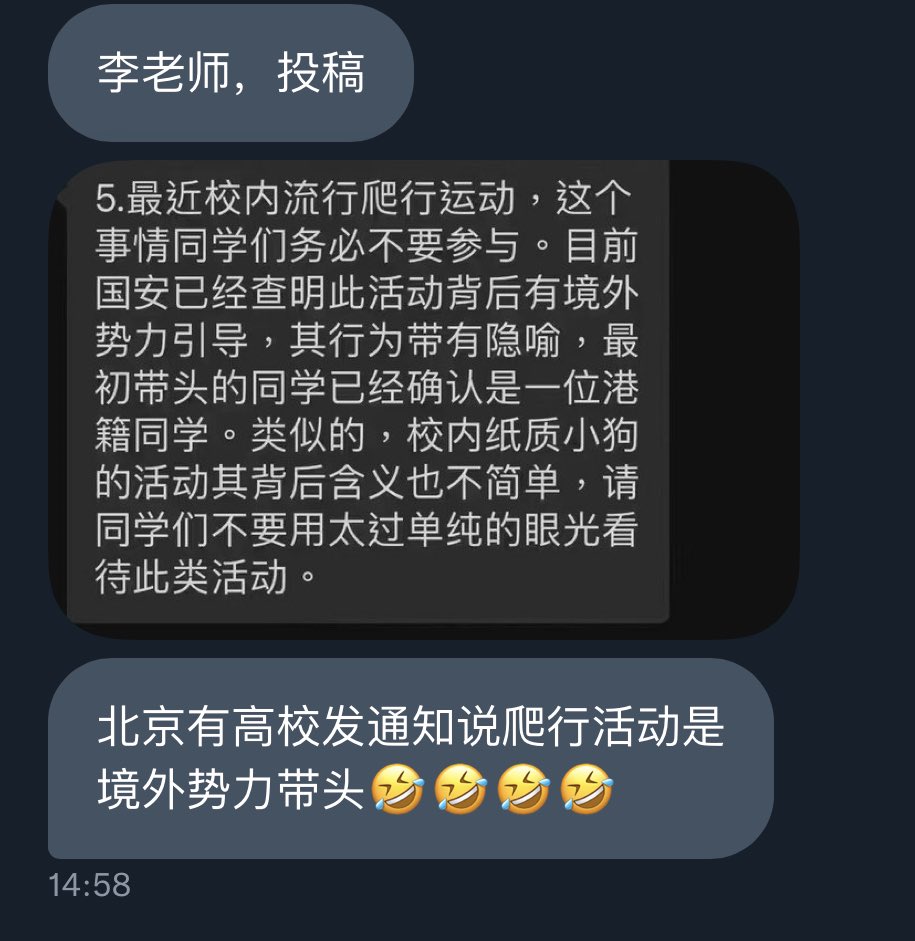 李老师，投稿
5.最近校内流行爬行运动，这个
事情同学们务必不要参与。目前
国安已经查明此活动背后有境外
势力引导，其行为带有隐喻，最
初带头的同学已经确认是一位港
籍同学。类似的，校内纸质小狗
的活动其背后含义也不简单，请
同学们不要用太过单纯的眼光看
待此类活动。
北京有高校发通知说爬行活动是
境外势力带头🤣🤣🤣🤣
14:58